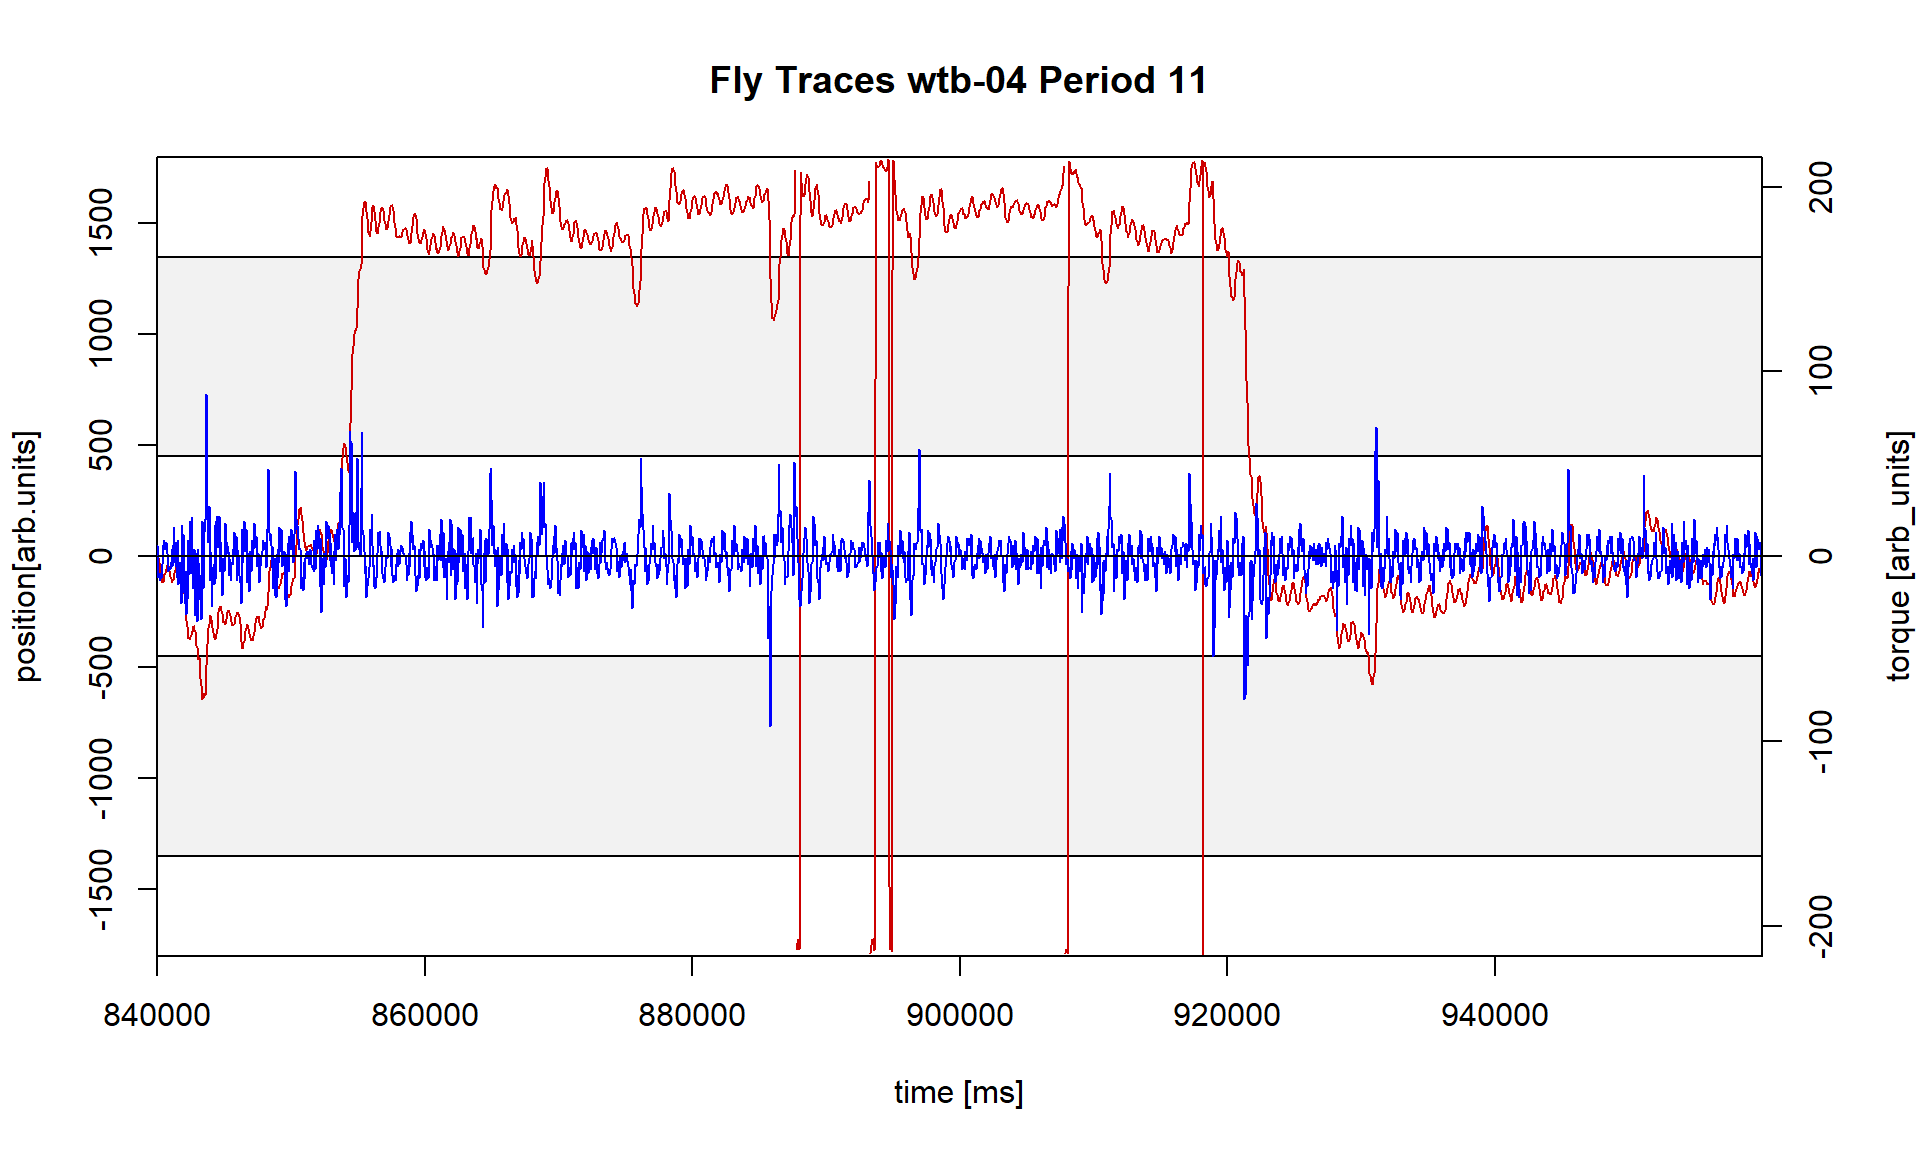 Fly Traces wtb-04 Period 11
position[arb.units]
1500
1000
500
0
-500
-1000
-1500
200
100
0
-100
-200
torque [arb_units]
840000 860000 880000 900000 920000 940000
time [ms]